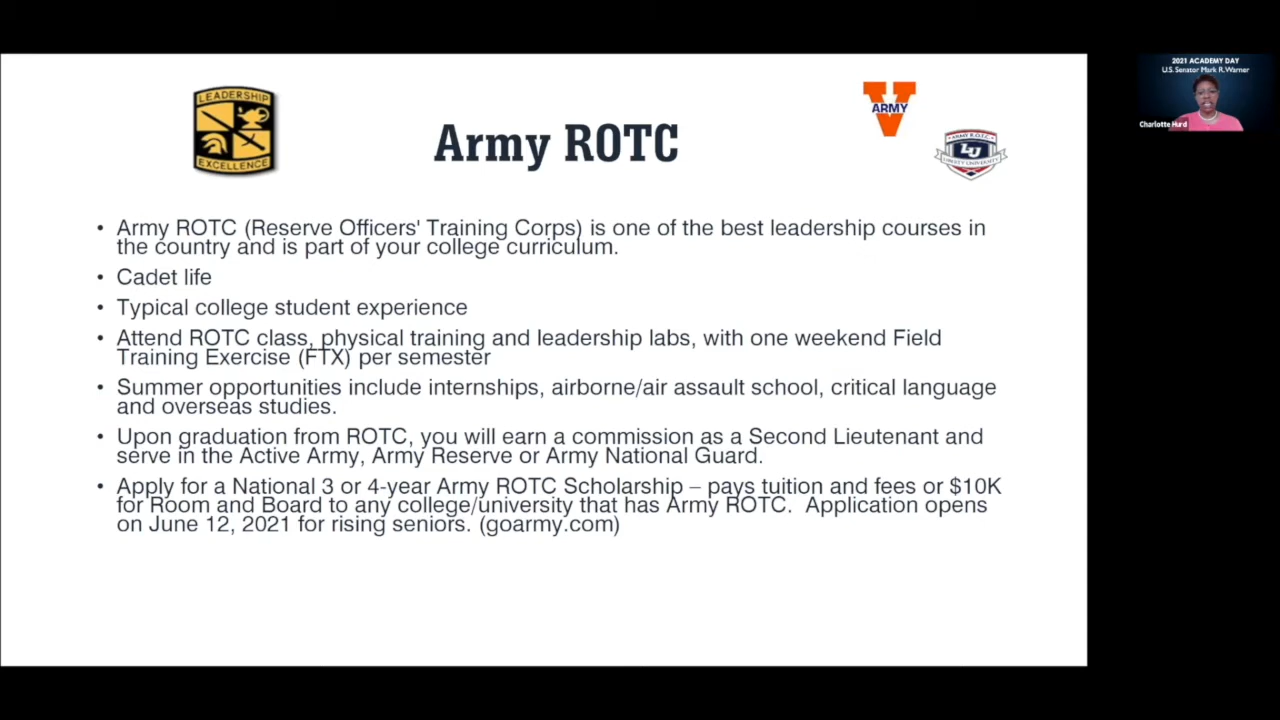 2021 ACADEMY DAY
U.S. Senator Mark R. Warner
Charlotte Hurd
LEADERSHIP
EXCELLENCE
Army ROTC
ARMY
ARMY R.O.T.C.
LU
LIBERTY UNIVERSITY
• Army ROTC (Reserve Officers' Training Corps) is one of the best leadership courses in
the country and is part of your college curriculum.
• Cadet life
• Typical college student experience
• Attend ROTC class, physical training and leadership labs, with one weekend Field
Training Exercise (FTX) per semester
• Summer opportunities include internships, airborne/air assault school, critical language
and overseas studies.
• Upon graduation from ROTC, you will earn a commission as a Second Lieutenant and
serve in the Active Army, Army Reserve or Army National Guard.
• Apply for a National 3 or 4-year Army ROTC Scholarship – pays tuition and fees or $10K
for Room and Board to any college/university that has Army ROTC. Application opens
on June 12, 2021 for rising seniors. (goarmy.com)